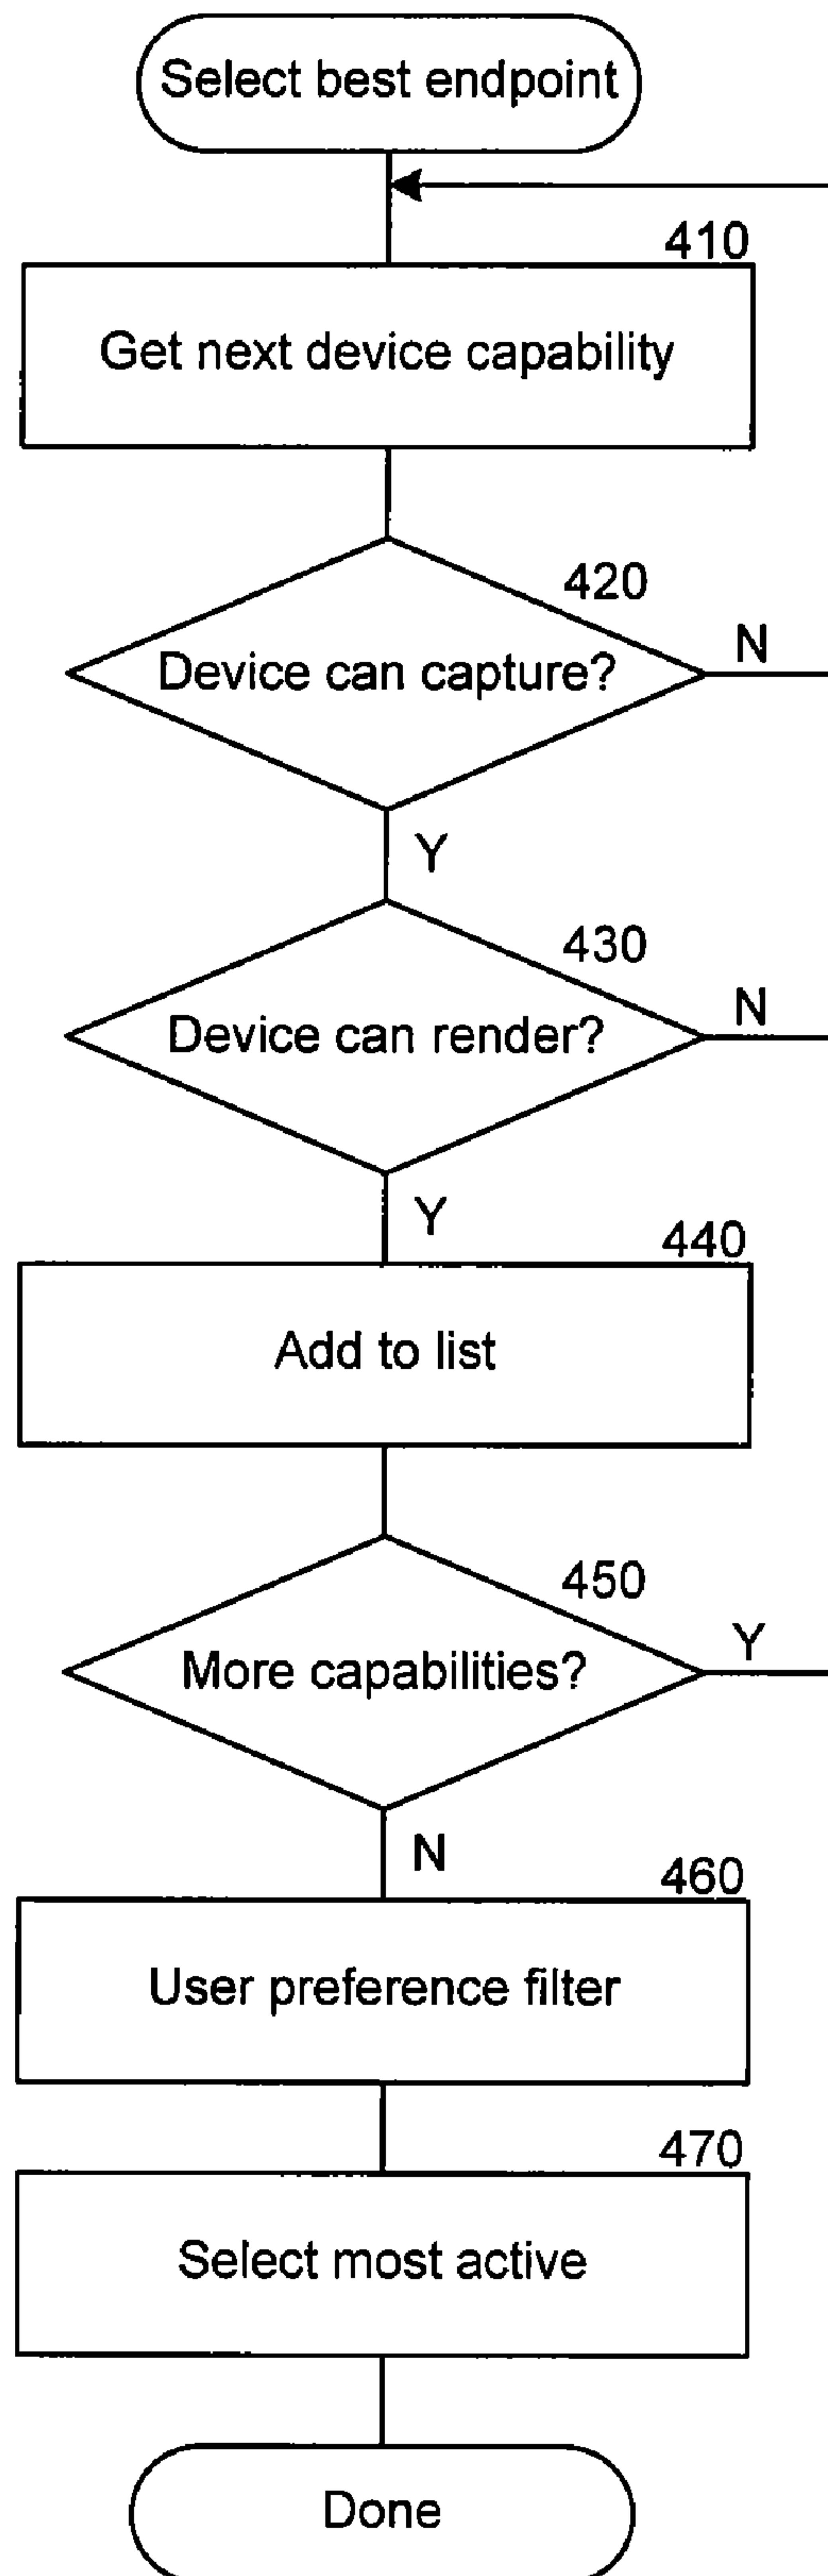 Select best endpoint
410
Get next device capability
420
Device can capture?
N
Y
430
Device can render?
N
Y
440
Add to list
450
More capabilities?
Y
N
460
User preference filter
470
Select most active
Done